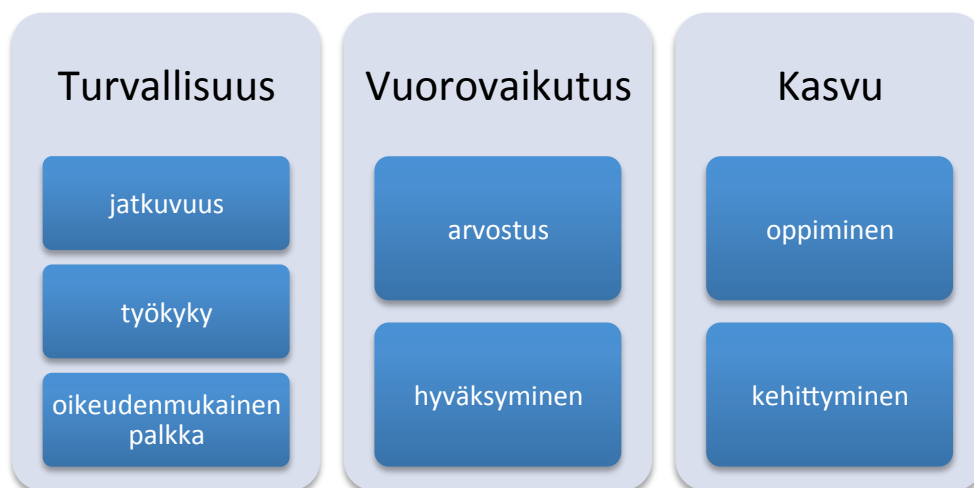 Turvallisuus
jatkuvuus
työkyky
oikeudenmukainen
palkka
Vuorovaikutus
arvostus
hyväksyminen
Kasvu
oppiminen
kehittyminen